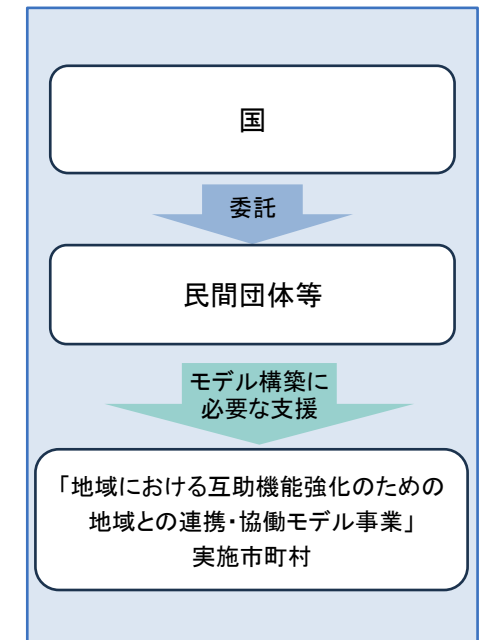 国
委託
民間団体等
モデル構築に
必要な支援
「地域における互助機能強化のための
地域との連携・協働モデル事業」
実施市町村